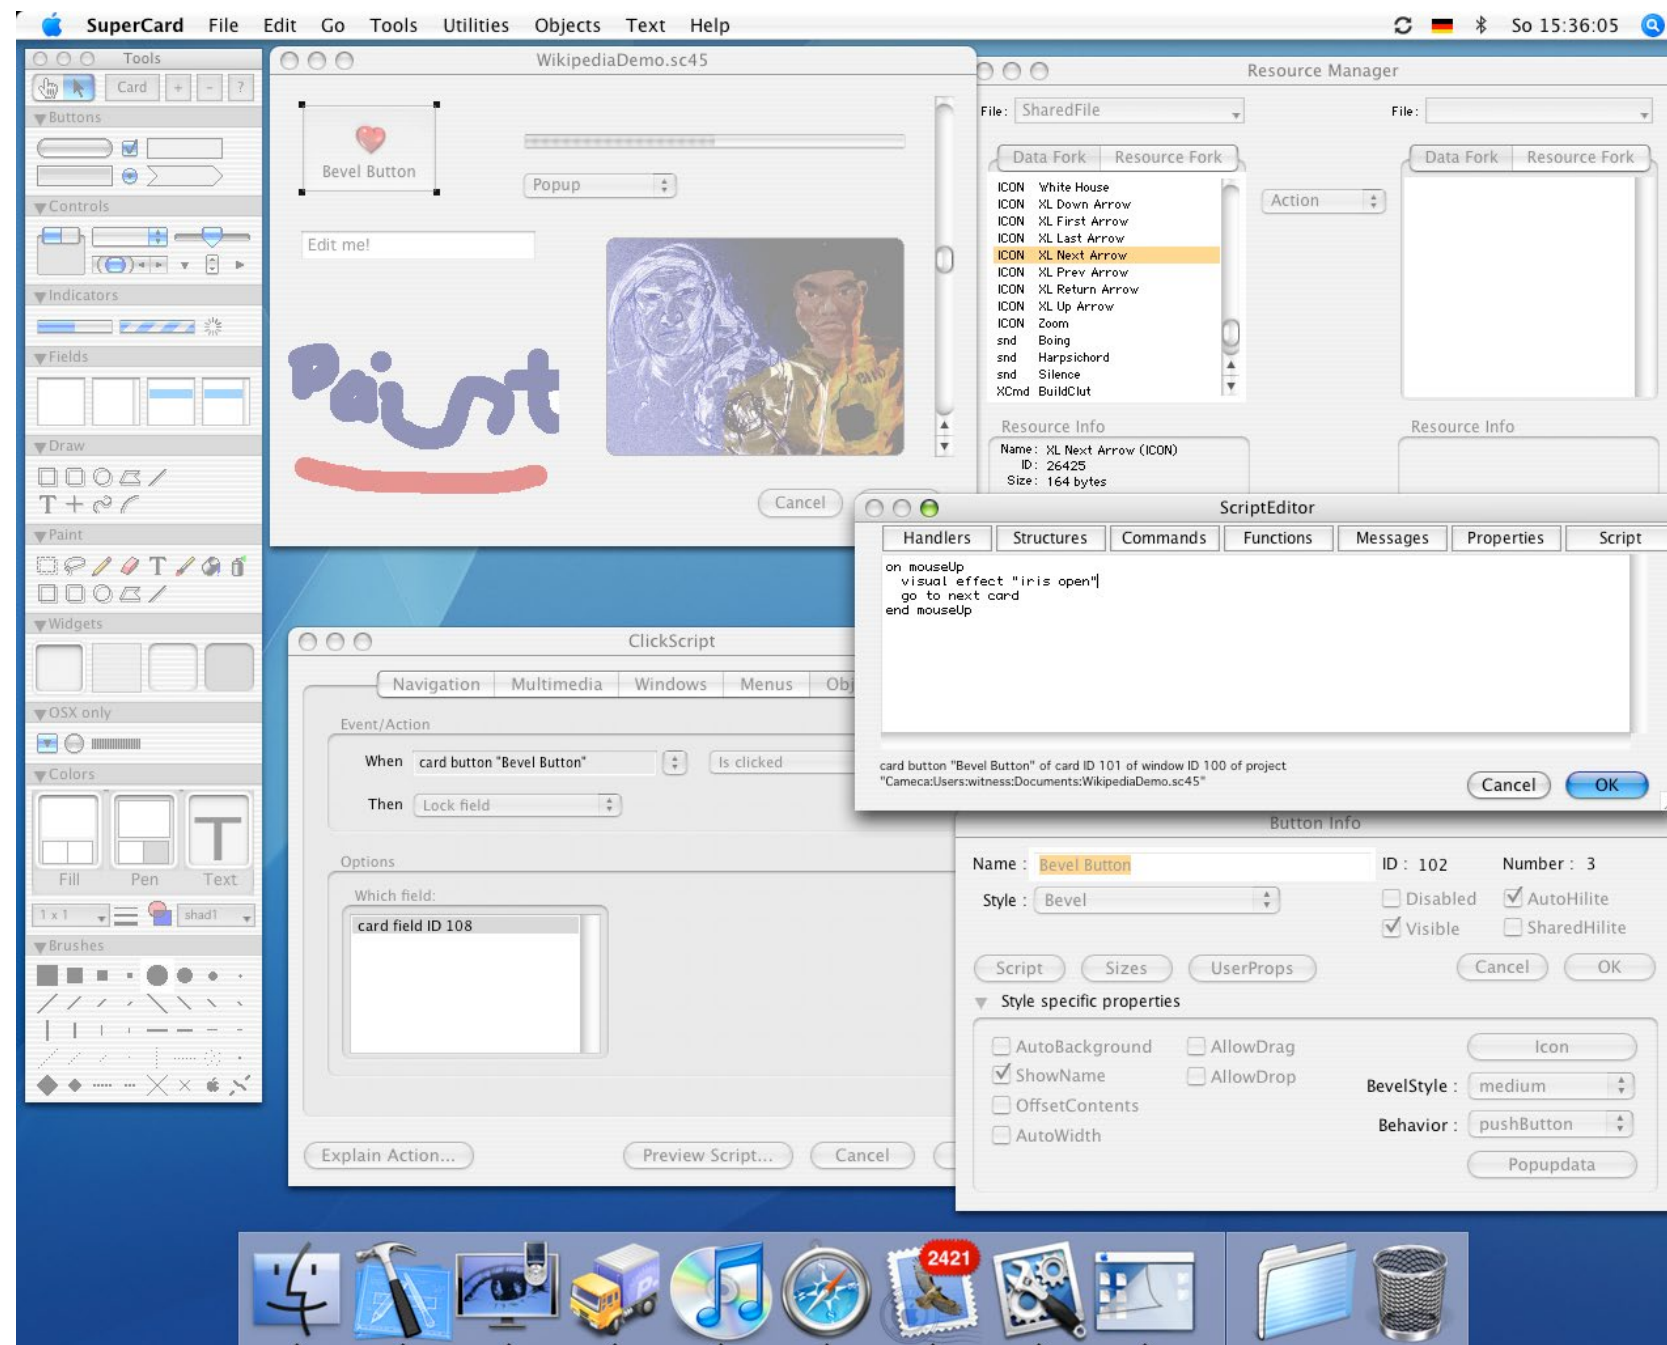 SuperCard File Edit Go Tools Utilities Objects Text Help So 15:36:05
Tools
Card + - ?
Buttons
Controls
Indicators
Fields
Draw
T
Paint
T
Widgets
OSX only
Colors
T
Fill Pen Text
1 x 1 shad1
Brushes
WikipediaDemo.sc45
Bevel Button
Popup
Edit me!
Paint
Cancel
Resource Manager
File: SharedFile
File:
Data Fork Resource Fork
Data Fork Resource Fork
Action
ICON White House
ICON XL Down Arrow
ICON XL First Arrow
ICON XL Last Arrow
ICON XL Next Arrow
ICON XL Prev Arrow
ICON XL Return Arrow
ICON XL Up Arrow
ICON Zoom
snd Boing
snd Harpsichord
snd Silence
XCmd BuildClut
Resource Info
Resource Info
Name: XL Next Arrow (ICON)
ID: 26425
Size: 164 bytes
ScriptEditor
Handlers Structures Commands Functions Messages Properties Script
on mouseUp
visual effect "iris open"
go to next card
end mouseUp
card button "Bevel Button" of card ID 101 of window ID 100 of project
"Cameca:Users:witness:Documents:WikipediaDemo.sc45"
Cancel OK
ClickScript
Navigation Multimedia Windows Menus Obj
Event/Action
When card button "Bevel Button" Is clicked
Then Lock field
Options
Which field:
card field ID 108
Explain Action... Preview Script... Cancel
Button Info
Name : Bevel Button ID : 102 Number : 3
Style : Bevel
Disabled AutoHilite
Visible SharedHilite
Script Sizes UserProps Cancel OK
Style specific properties
AutoBackground AllowDrag Icon
ShowName AllowDrop BevelStyle : medium
OffsetContents
Behavior : pushButton
AutoWidth
Popupdata
2421